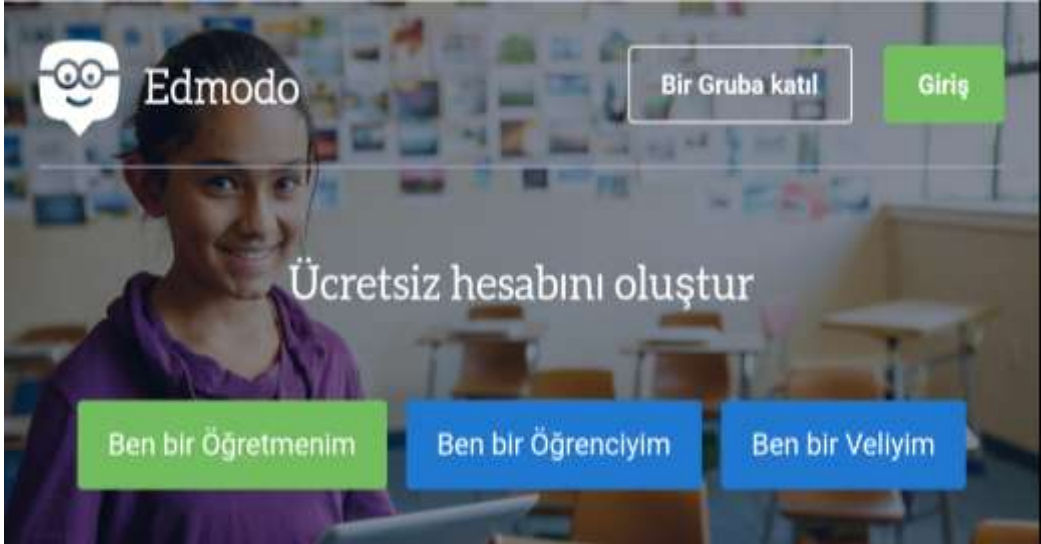 Edmodo
Bir Gruba katıl
Giriş
Ücretsiz hesabını oluştur
Ben bir Öğretmenim
Ben bir Öğrenciyim
Ben bir Veliyim